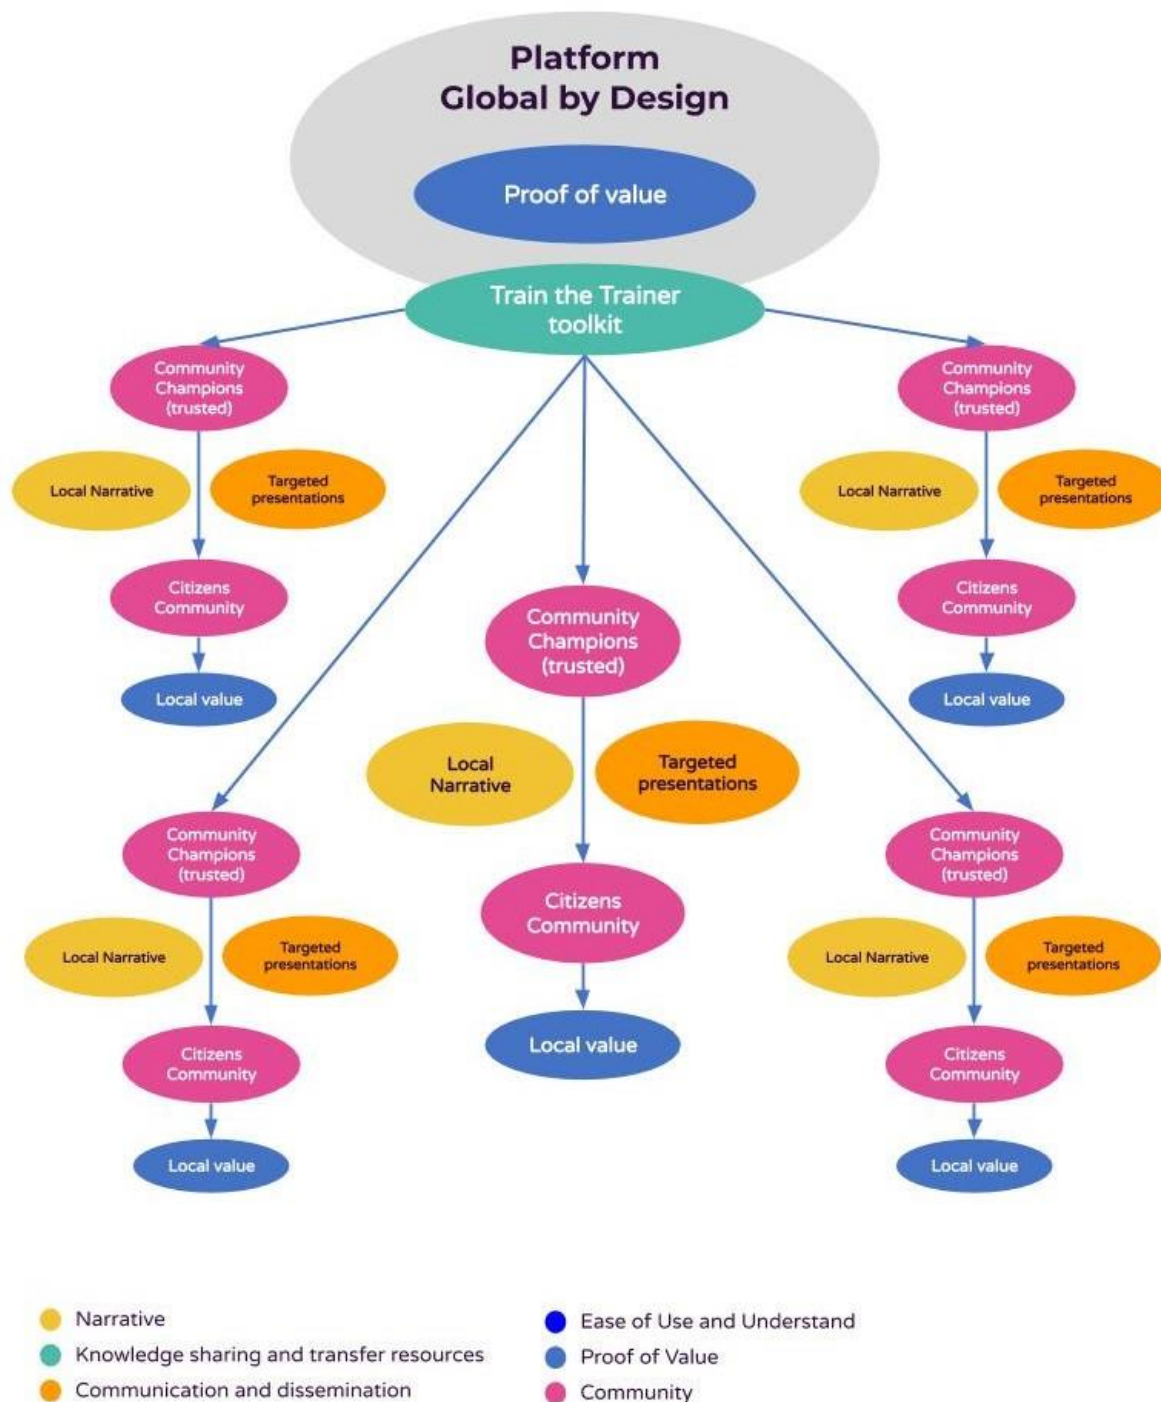 Platform
Global by Design
Proof of value
Train the Trainer
toolkit
Community
Champions
(trusted)
Local Narrative
Targeted
presentations
Citizens
Community
Local value
Community
Champions
(trusted)
Local Narrative
Targeted
presentations
Citizens
Community
Local value
Community
Champions
(trusted)
Local
Narrative
Targeted
presentations
Citizens
Community
Local value
Community
Champions
(trusted)
Local Narrative
Targeted
presentations
Citizens
Community
Local value
Community
Champions
(trusted)
Local Narrative
Targeted
presentations
Citizens
Community
Local value
Narrative
Knowledge sharing and transfer resources
Communication and dissemination
Ease of Use and Understand
Proof of Value
Community